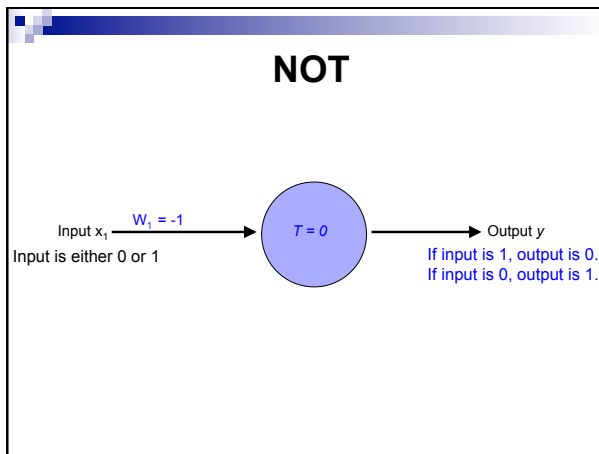 NOT
W₁ = -1
Input x₁
T = 0
Output y
Input is either 0 or 1
If input is 1, output is 0.
If input is 0, output is 1.